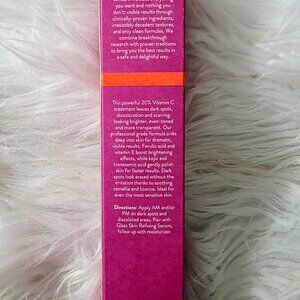 you want and nothing you
don't: visible results through
clinically-proven ingredients,
irresistibly decadent textures,
and only clean formulas. We
combine breakthrough
research with proven traditions
to bring you the best results in
a safe and delightful way.
This powerful 20% Vitamin C
treatment leaves dark spots,
discoloration and scarring
looking brighter, even-toned
and more transparent. Our
professional grade formula sinks
deep into skin for dramatic,
visible results. Ferulic acid and
vitamin E boost brightening
effects, while kojic and
tranexamic acid gently polish
skin for faster results. Dark
spots look erased without the
irritation thanks to soothing
camellia and licorice. Ideal for
even the most sensitive skin.
Directions: Apply AM and/or
PM on dark spots and
discolored areas. Pair with
Glass Skin Refining Serum,
follow up with moisturizer.